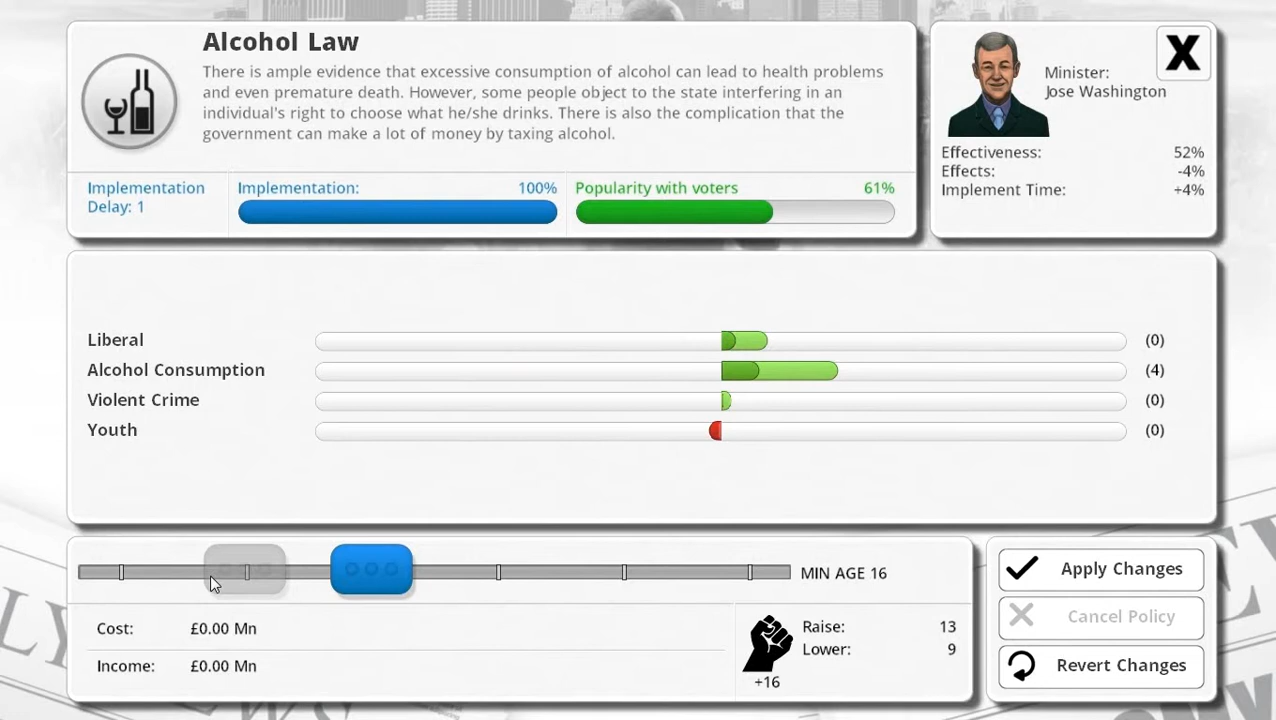 Alcohol Law
There is ample evidence that excessive consumption of alcohol can lead to health problems
and even premature death. However, some people object to the state interfering in an
individual's right to choose what he/she drinks. There is also the complication that the
government can make a lot of money by taxing alcohol.
Implementation
Delay: 1
Implementation: 100%
Popularity with voters 61%
X
Minister:
Jose Washington
Effectiveness: 52%
Effects: -4%
Implement Time: +4%
Liberal (0)
Alcohol Consumption (4)
Violent Crime (0)
Youth (0)
MIN AGE 16
Cost: £0.00 Mn
Income: £0.00 Mn
Raise: 13
Lower: 9
+16
Apply Changes
Cancel Policy
Revert Changes